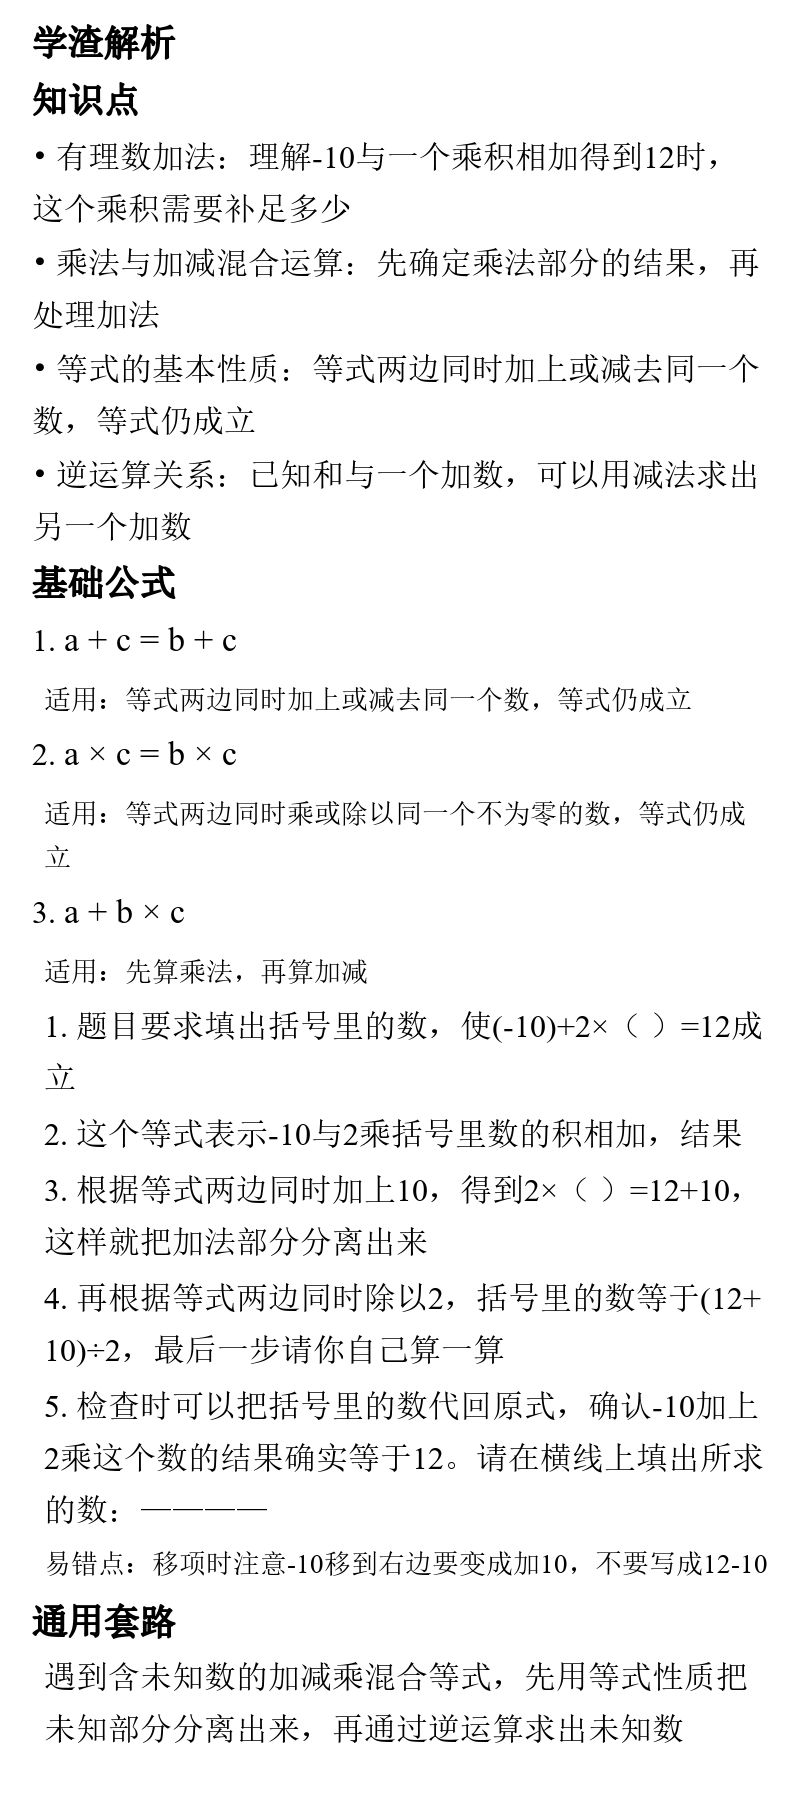 学渣解析
知识点
• 有理数加法：理解-10与一个乘积相加得到12时，
这个乘积需要补足多少
• 乘法与加减混合运算：先确定乘法部分的结果，再
处理加法
• 等式的基本性质：等式两边同时加上或减去同一个
数，等式仍成立
• 逆运算关系：已知和与一个加数，可以用减法求出
另一个加数
基础公式
1. a + c = b + c
适用：等式两边同时加上或减去同一个数，等式仍成立
2. a × c = b × c
适用：等式两边同时乘或除以同一个不为零的数，等式仍成
立
3. a + b × c
适用：先算乘法，再算加减
1. 题目要求填出括号里的数，使(-10)+2×（ ）=12成
立
2. 这个等式表示-10与2乘括号里数的积相加，结果
3. 根据等式两边同时加上10，得到2×（ ）=12+10，
这样就把加法部分分离出来
4. 再根据等式两边同时除以2，括号里的数等于(12+
10)÷2，最后一步请你自己算一算
5. 检查时可以把括号里的数代回原式，确认-10加上
2乘这个数的结果确实等于12。请在横线上填出所求
的数：————
易错点：移项时注意-10移到右边要变成加10，不要写成12-10
通用套路
遇到含未知数的加减乘混合等式，先用等式性质把
未知部分分离出来，再通过逆运算求出未知数